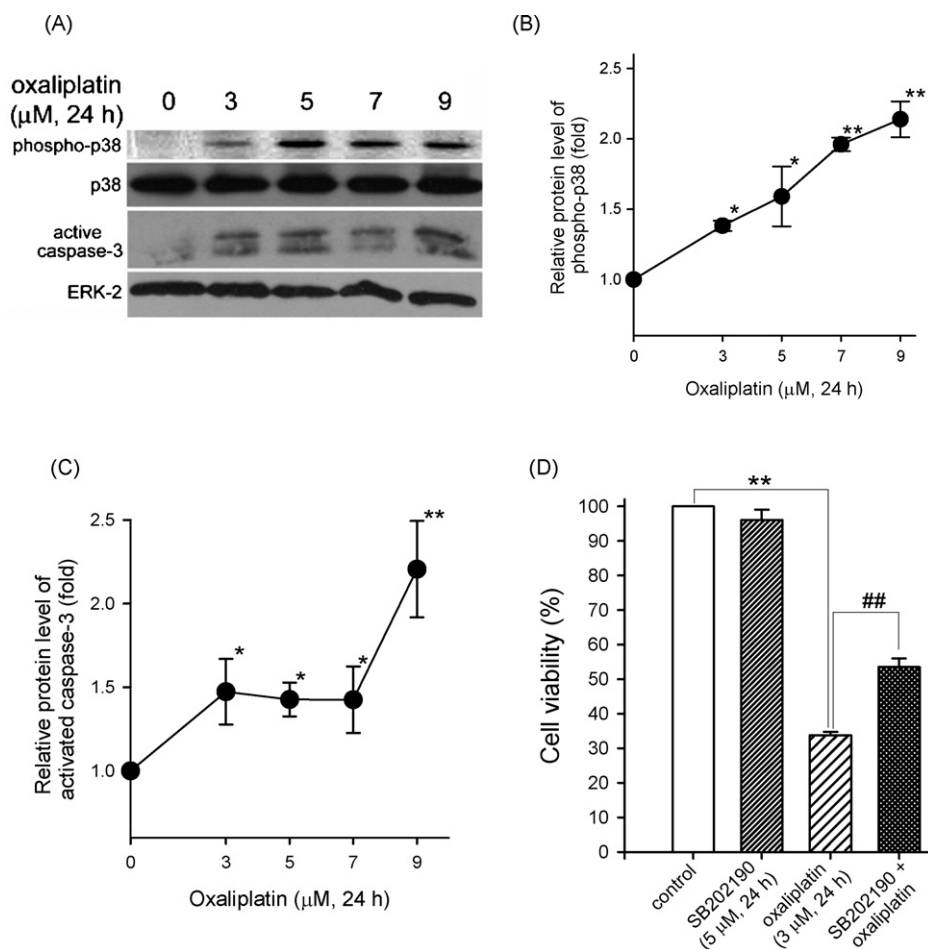 (A)
oxaliplatin
(μM, 24 h)
0 3 5 7 9
phospho-p38
p38
active
caspase-3
ERK-2
(B)
Relative protein level of
phospho-p38 (fold)
2.5
2.0
1.5
1.0
*
*
**
**
0 3 5 7 9
Oxaliplatin (μM, 24 h)
(C)
Relative protein level of
activated caspase-3 (fold)
2.5
2.0
1.5
1.0
*
*
*
**
0 3 5 7 9
Oxaliplatin (μM, 24 h)
(D)
Cell viability (%)
100
90
80
70
60
50
40
30
20
10
0
**
##
control
SB202190
(5 μM, 24 h)
oxaliplatin
(3 μM, 24 h)
SB202190 +
oxaliplatin